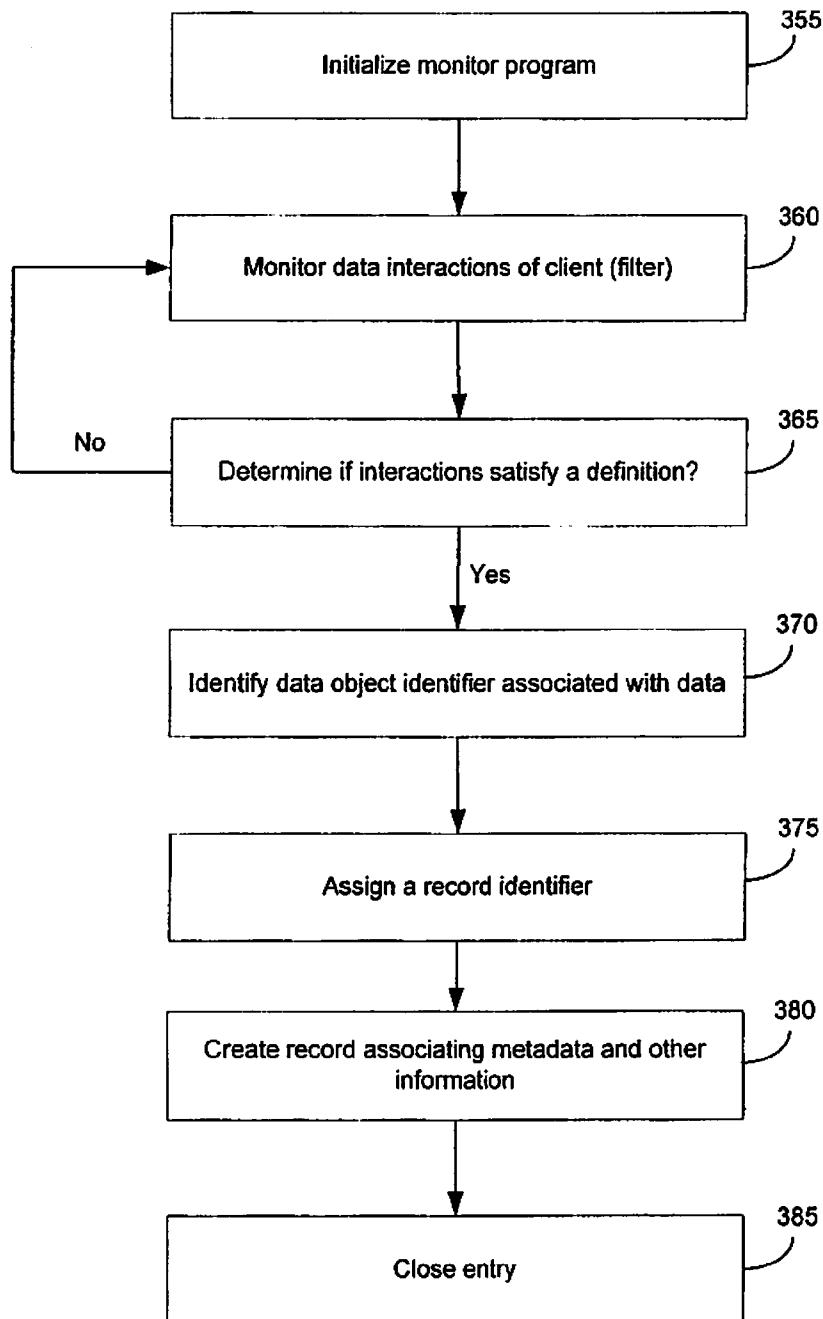 355
Initialize monitor program
360
Monitor data interactions of client (filter)
365
No
Determine if interactions satisfy a definition?
Yes
370
Identify data object identifier associated with data
375
Assign a record identifier
380
Create record associating metadata and other
information
385
Close entry